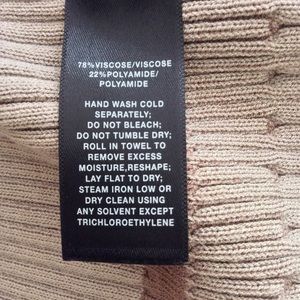 78%VISCOSE/VISCOSE
22%POLYAMIDE/
POLYAMIDE
HAND WASH COLD
SEPARATELY;
DO NOT BLEACH;
DO NOT TUMBLE DRY;
ROLL IN TOWEL TO
REMOVE EXCESS
MOISTURE,RESHAPE;
LAY FLAT TO DRY;
STEAM IRON LOW OR
DRY CLEAN USING
ANY SOLVENT EXCEPT
TRICHLOROETHYLENE